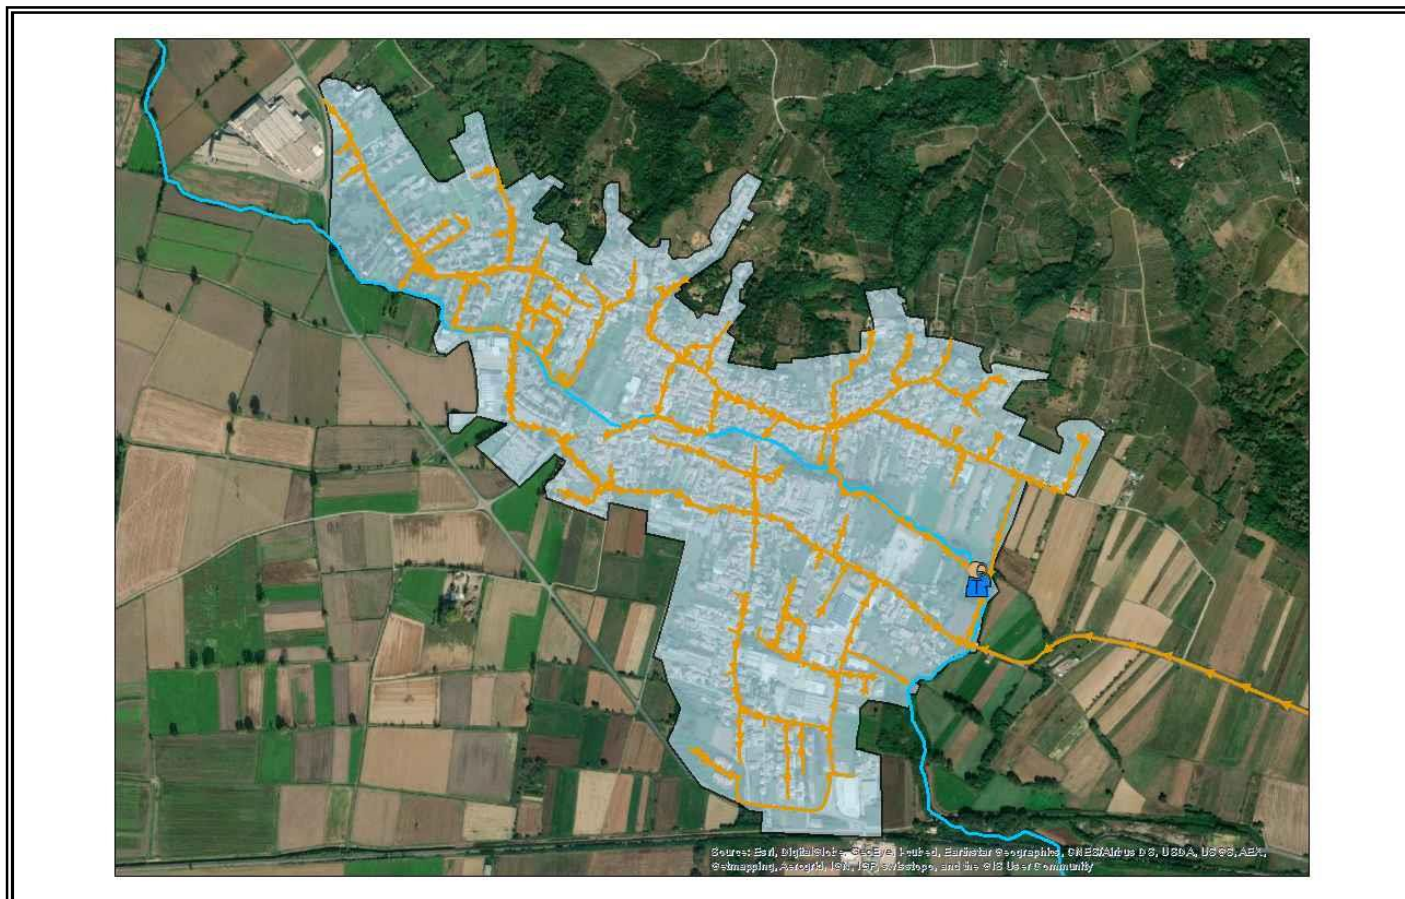 Source: Esri, DigitalGlobe, GeoEye, i-cubed, Earthstar Geographics, CNES/Airbus DS, USDA, USGS, AEX,
Getmapping, Aerogrid, IGN, IGP, swisstopo, and the GIS User Community